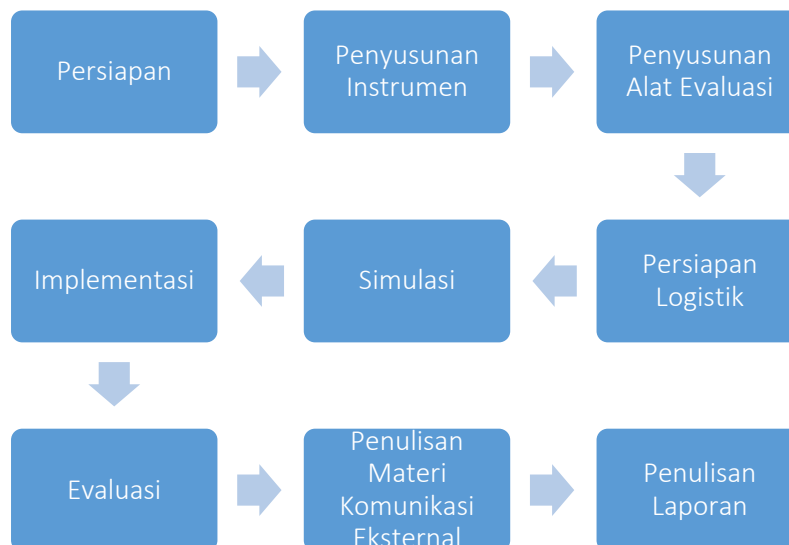 Persiapan
Penyusunan
Instrumen
Penyusunan
Alat Evaluasi
Persiapan
Logistik
Simulasi
Implementasi
Evaluasi
Penulisan
Materi
Komunikasi
Eksternal
Penulisan
Laporan